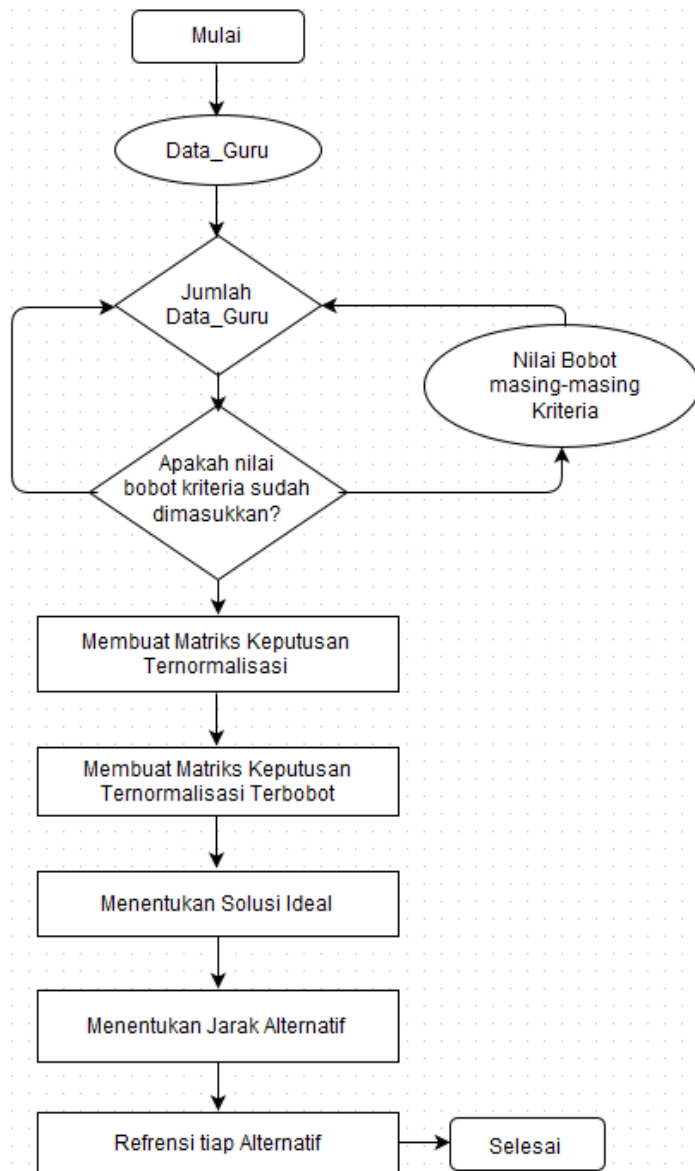 Mulai
Data_Guru
Jumlah
Data_Guru
Nilai Bobot
masing-masing
Kriteria
Apakah nilai
bobot kriteria sudah
dimasukkan?
Membuat Matriks Keputusan
Ternormalisasi
Membuat Matriks Keputusan
Ternormalisasi Terbobot
Menentukan Solusi Ideal
Menentukan Jarak Alternatif
Refrensi tiap Alternatif
Selesai